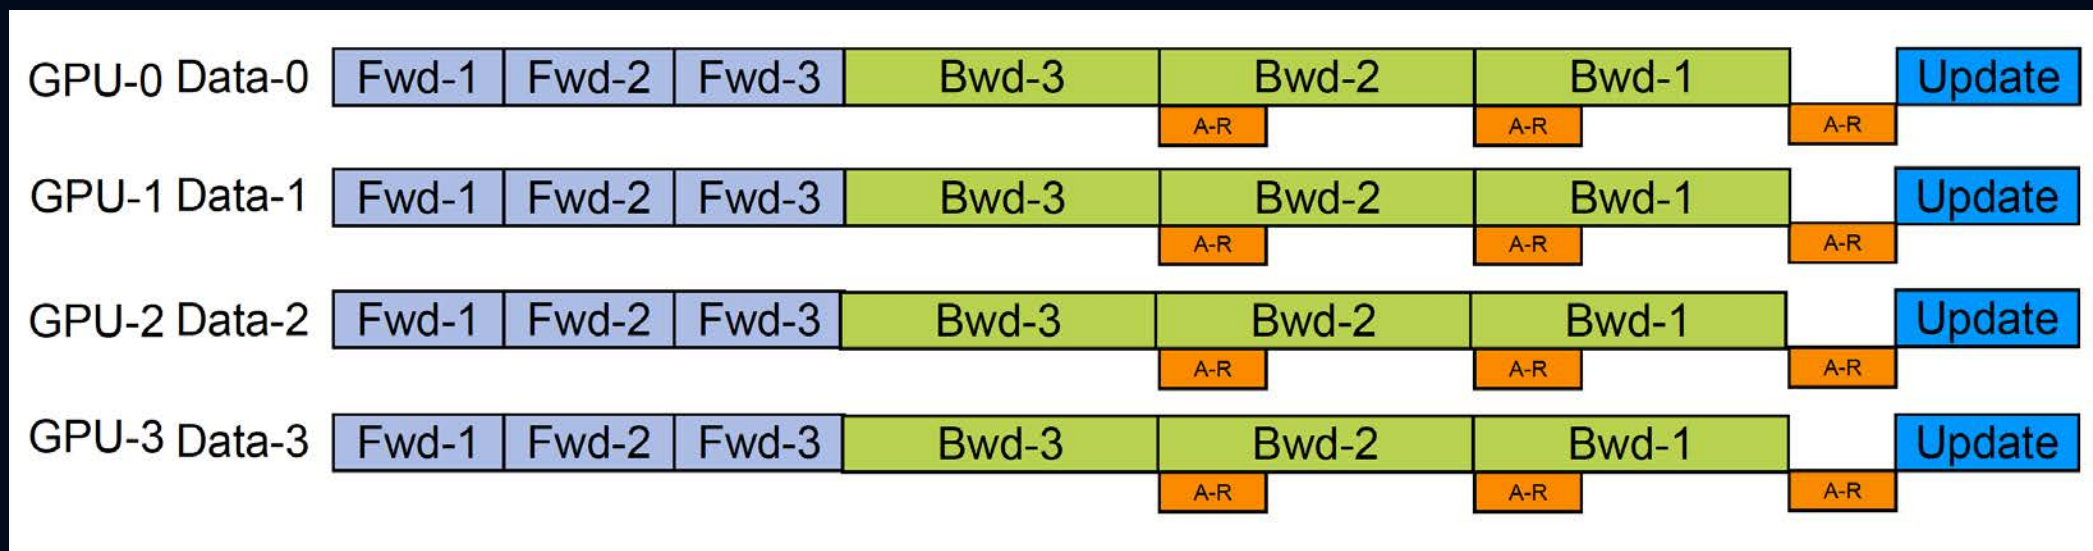 GPU-0 Data-0 Fwd-1 Fwd-2 Fwd-3 Bwd-3 Bwd-2 Bwd-1 Update
A-R A-R A-R
GPU-1 Data-1 Fwd-1 Fwd-2 Fwd-3 Bwd-3 Bwd-2 Bwd-1 Update
A-R A-R A-R
GPU-2 Data-2 Fwd-1 Fwd-2 Fwd-3 Bwd-3 Bwd-2 Bwd-1 Update
A-R A-R A-R
GPU-3 Data-3 Fwd-1 Fwd-2 Fwd-3 Bwd-3 Bwd-2 Bwd-1 Update
A-R A-R A-R